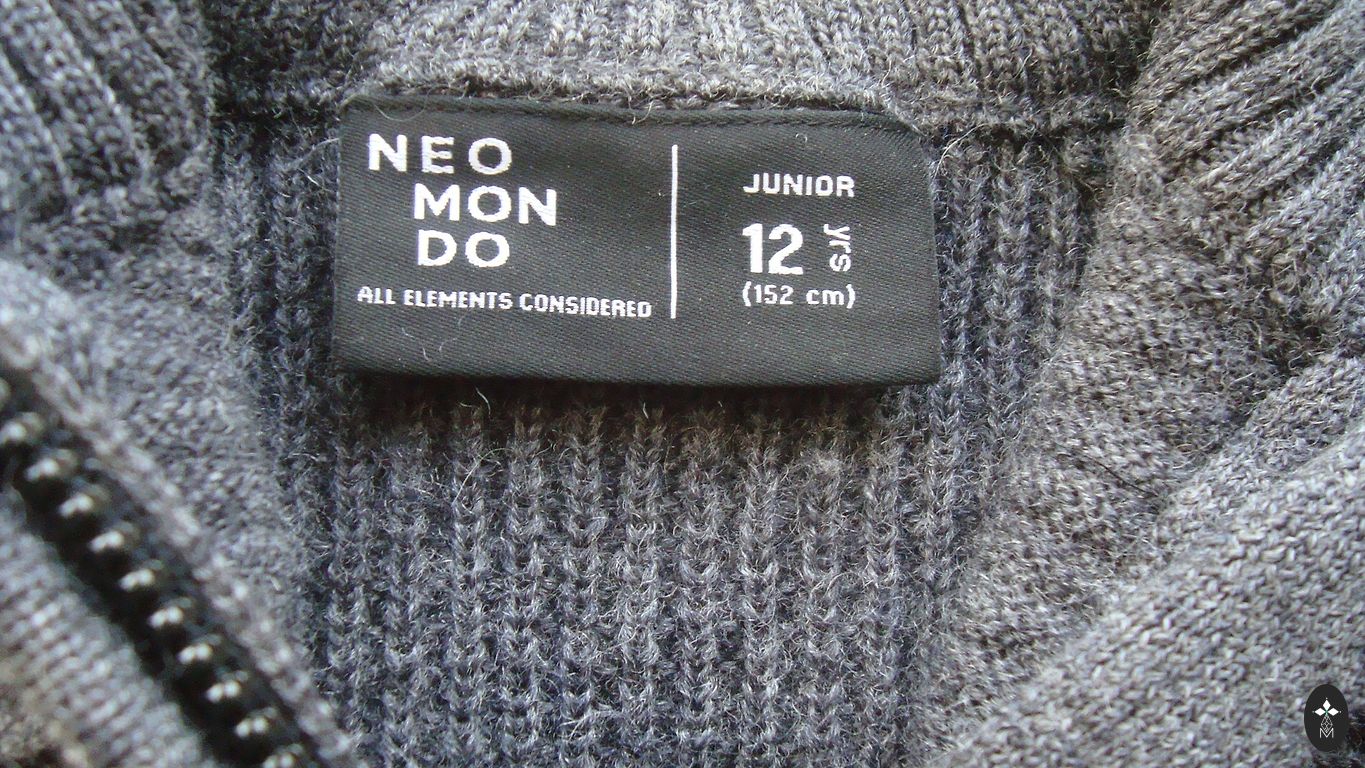 NEO
MON
DO
ALL ELEMENTS CONSIDERED
JUNIOR
12 yrs
(152 cm)
M